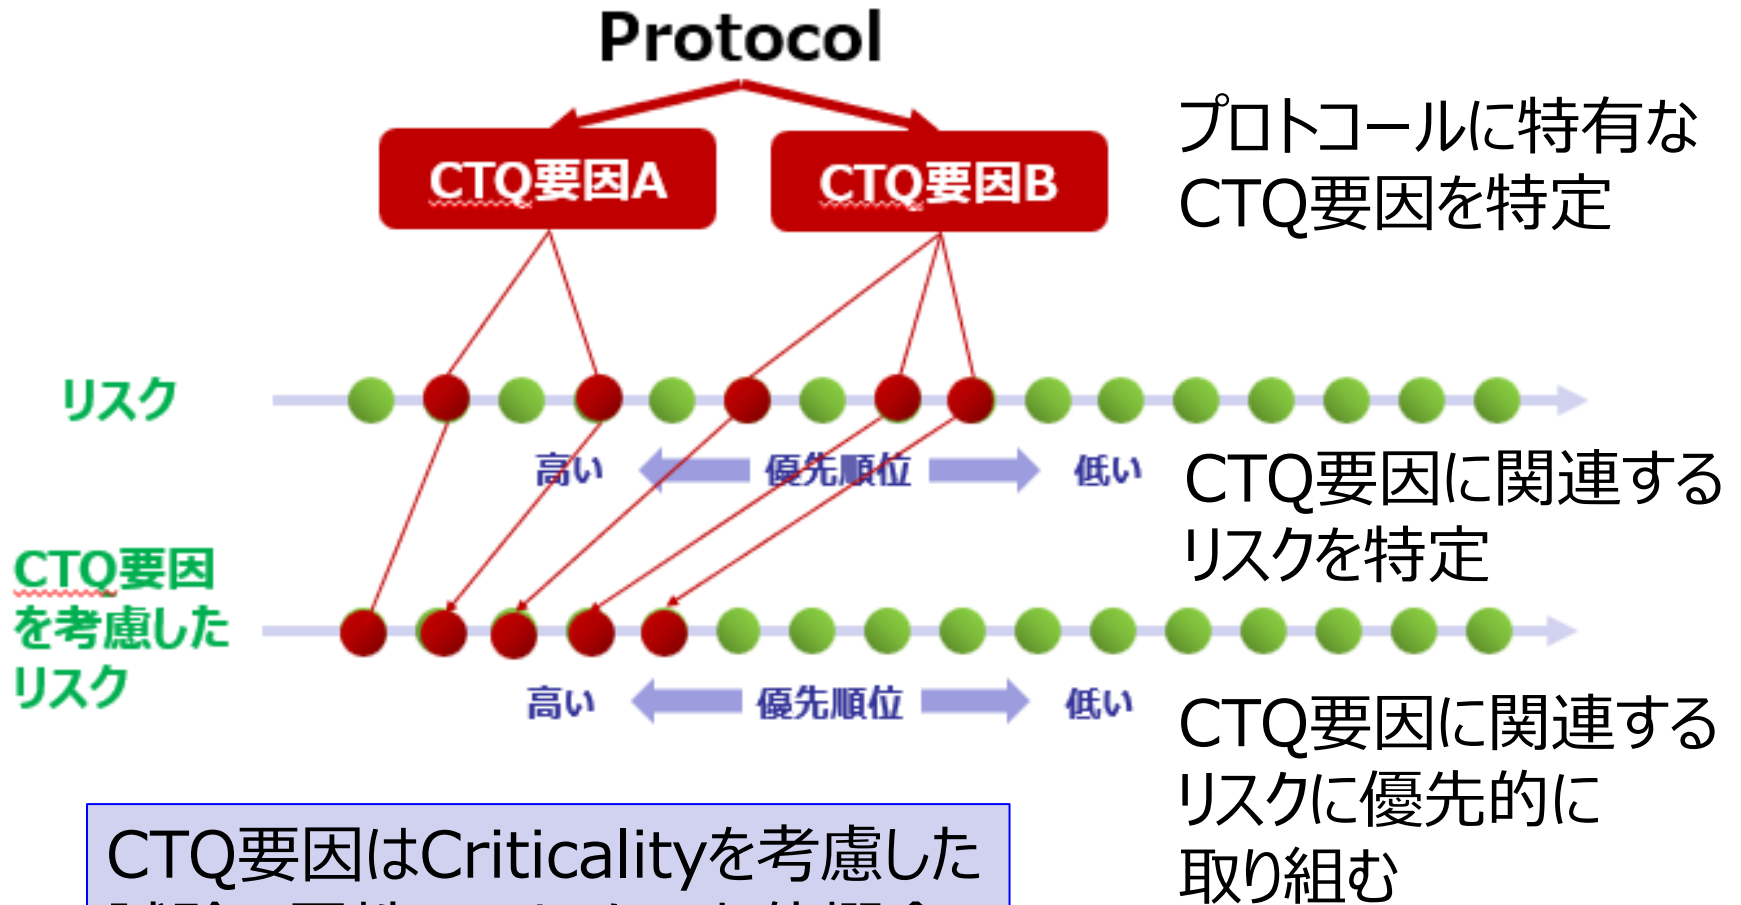 Protocol
CTQ要因A
CTQ要因B
プロトコールに特有な
CTQ要因を特定
リスク
高い 優先順位 低い
CTQ要因に関連する
リスクを特定
CTQ要因
を考慮した
リスク
高い 優先順位 低い
CTQ要因に関連する
リスクに優先的に
取り組む
CTQ要因はCriticalityを考慮した